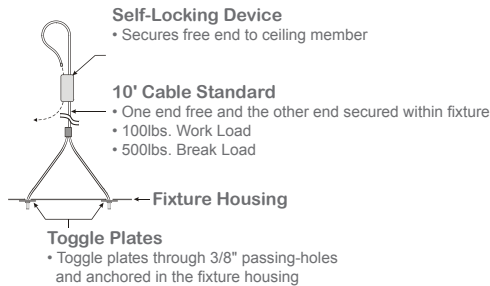 Self-Locking Device
• Secures free end to ceiling member
10' Cable Standard
• One end free and the other end secured within fixture
• 100lbs. Work Load
• 500lbs. Break Load
Fixture Housing
Toggle Plates
• Toggle plates through 3/8" passing-holes
and anchored in the fixture housing